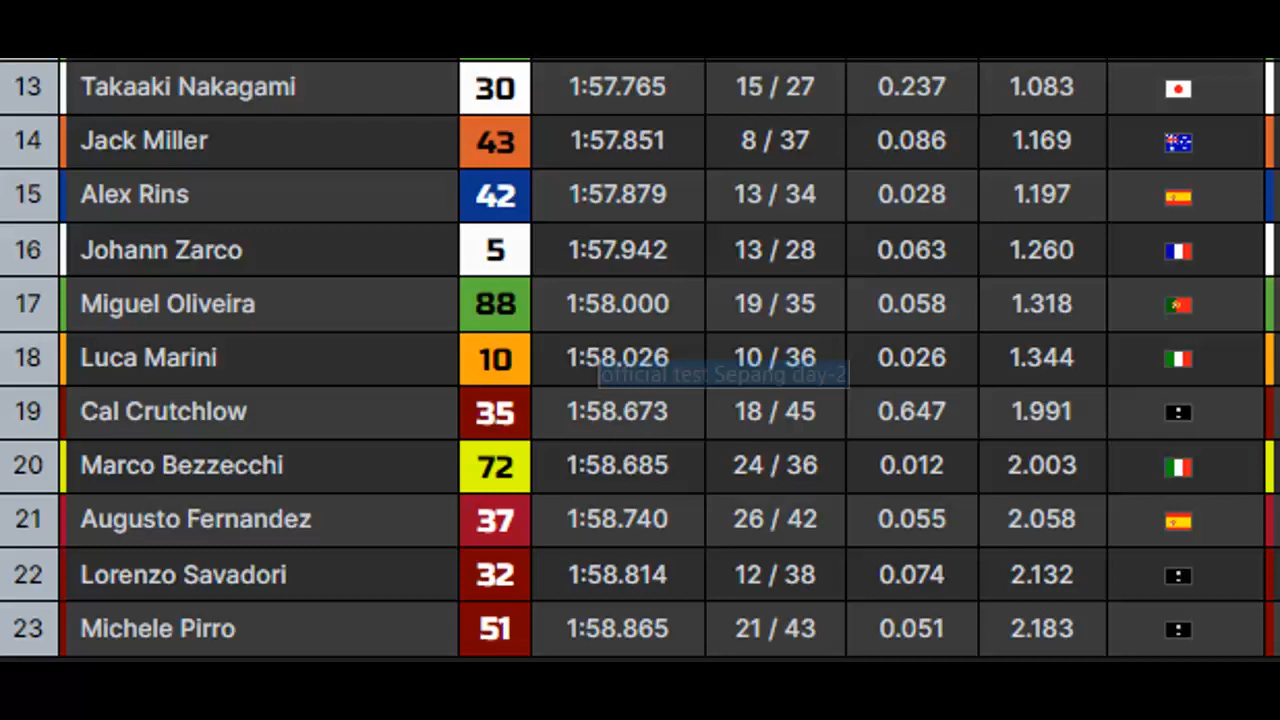 13 Takaaki Nakagami 30 1:57.765 15 / 27 0.237 1.083
14 Jack Miller 43 1:57.851 8 / 37 0.086 1.169
15 Alex Rins 42 1:57.879 13 / 34 0.028 1.197
16 Johann Zarco 5 1:57.942 13 / 28 0.063 1.260
17 Miguel Oliveira 88 1:58.000 19 / 35 0.058 1.318
18 Luca Marini 10 1:58.026 10 / 36 0.026 1.344
official test Sepang day-2
19 Cal Crutchlow 35 1:58.673 18 / 45 0.647 1.991
20 Marco Bezzecchi 72 1:58.685 24 / 36 0.012 2.003
21 Augusto Fernandez 37 1:58.740 26 / 42 0.055 2.058
22 Lorenzo Savadori 32 1:58.814 12 / 38 0.074 2.132
23 Michele Pirro 51 1:58.865 21 / 43 0.051 2.183